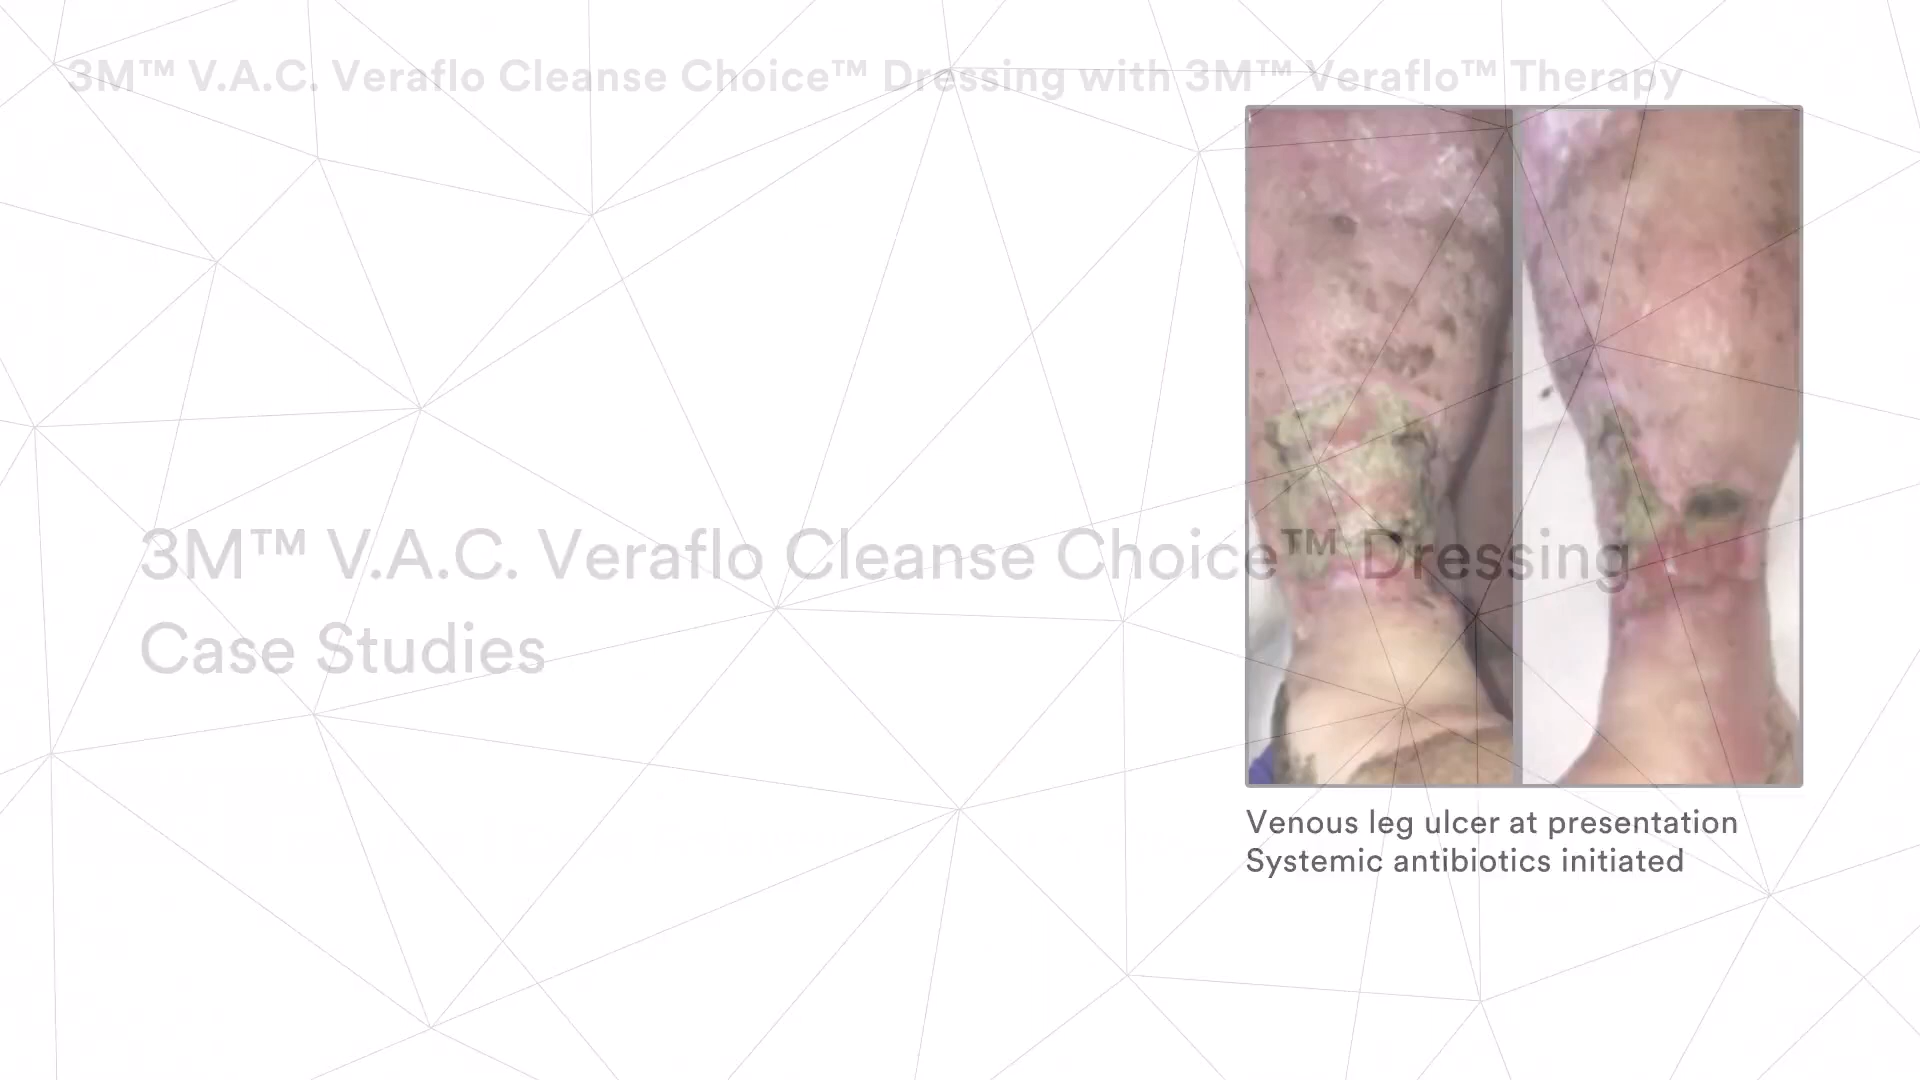 3M™ V.A.C. Veraflo Cleanse Choice™ Dressing with 3M™ Veraflo™ Therapy
3M™ V.A.C. Veraflo Cleanse Choice™ Dressing
Case Studies
Venous leg ulcer at presentation
Systemic antibiotics initiated